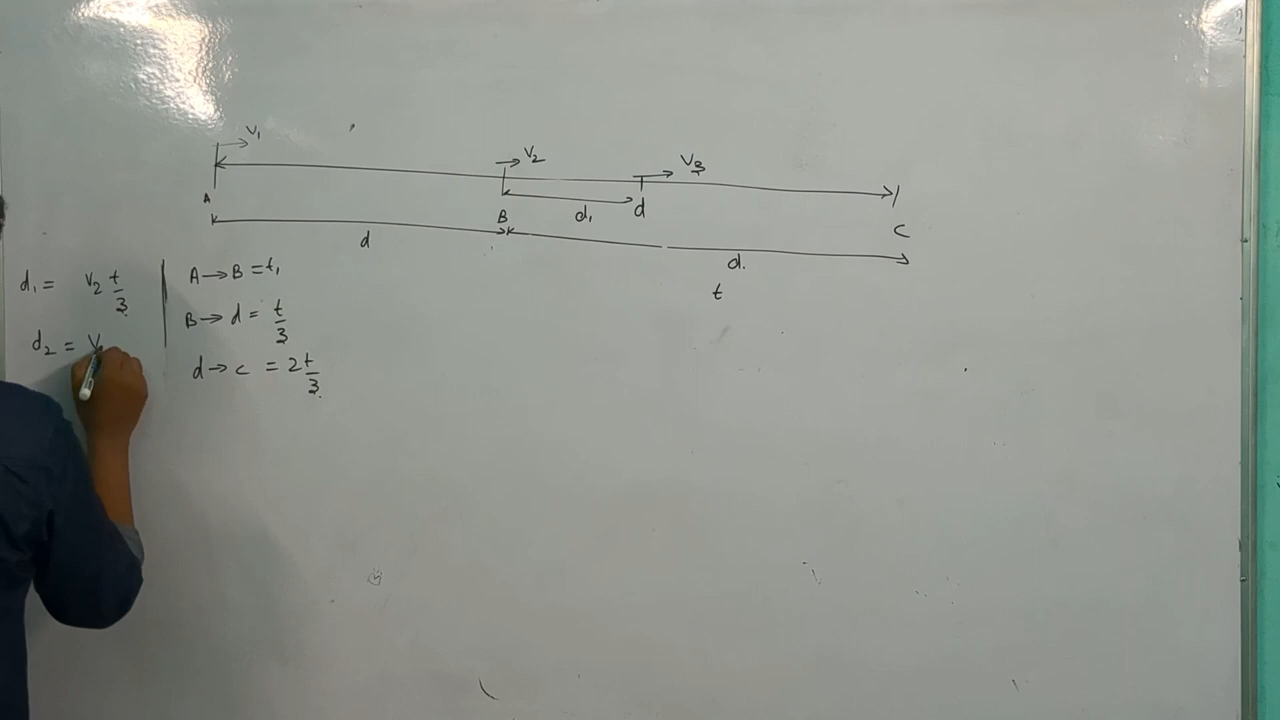 V₁
V₂
V₃
A
B
d₁
d
C
d
d.
t
d₁ = V₂ t/3
d₂ = V
A → B = t₁
B → d = t/3
d → c = 2t/3